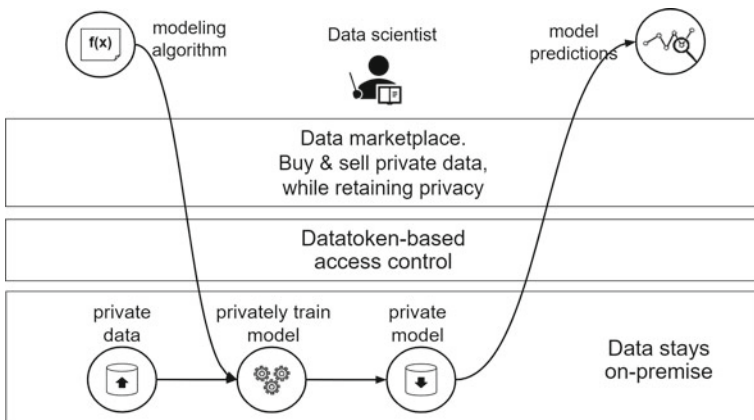 modeling
algorithm
f(x)
Data scientist
model
predictions
Data marketplace.
Buy & sell private data,
while retaining privacy
Datatoken-based
access control
private
data
privately train
model
private
model
Data stays
on-premise